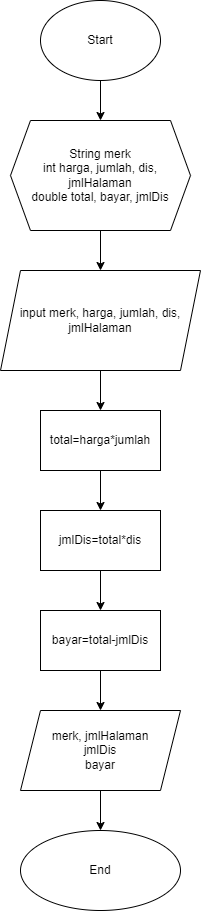 Start
String merk
int harga, jumlah, dis,
jmlHalaman
double total, bayar, jmlDis
input merk, harga, jumlah, dis,
jmlHalaman
total=harga*jumlah
jmlDis=total*dis
bayar=total-jmlDis
merk, jmlHalaman
jmlDis
bayar
End